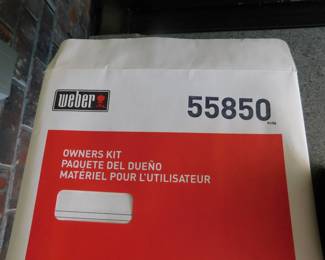 weber
55850
OWNERS KIT
PAQUETE DEL DUEÑO
MATÉRIEL POUR L'UTILISATEUR